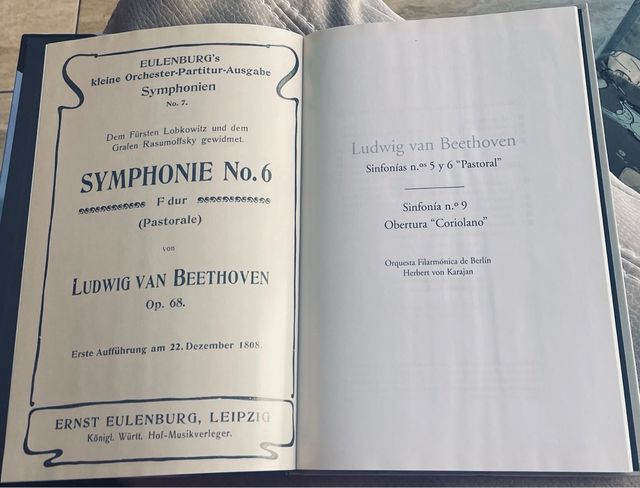 EULENBURG's
kleine Orchester-Partitur-Ausgabe
Symphonien
No. 7.
Dem Fürsten Lobkowitz und dem
Grafen Rasumoffsky gewidmet.
SYMPHONIE No. 6
F dur
(Pastorale)
von
LUDWIG VAN BEETHOVEN
Op. 68.
Erste Aufführung am 22. Dezember 1808.
ERNST EULENBURG, LEIPZIG
Königl. Württ. Hof-Musikverleger.
Ludwig van Beethoven
Sinfonías n.ᵒˢ 5 y 6 “Pastoral”
Sinfonía n.º 9
Obertura “Coriolano”
Orquesta Filarmónica de Berlín
Herbert von Karajan